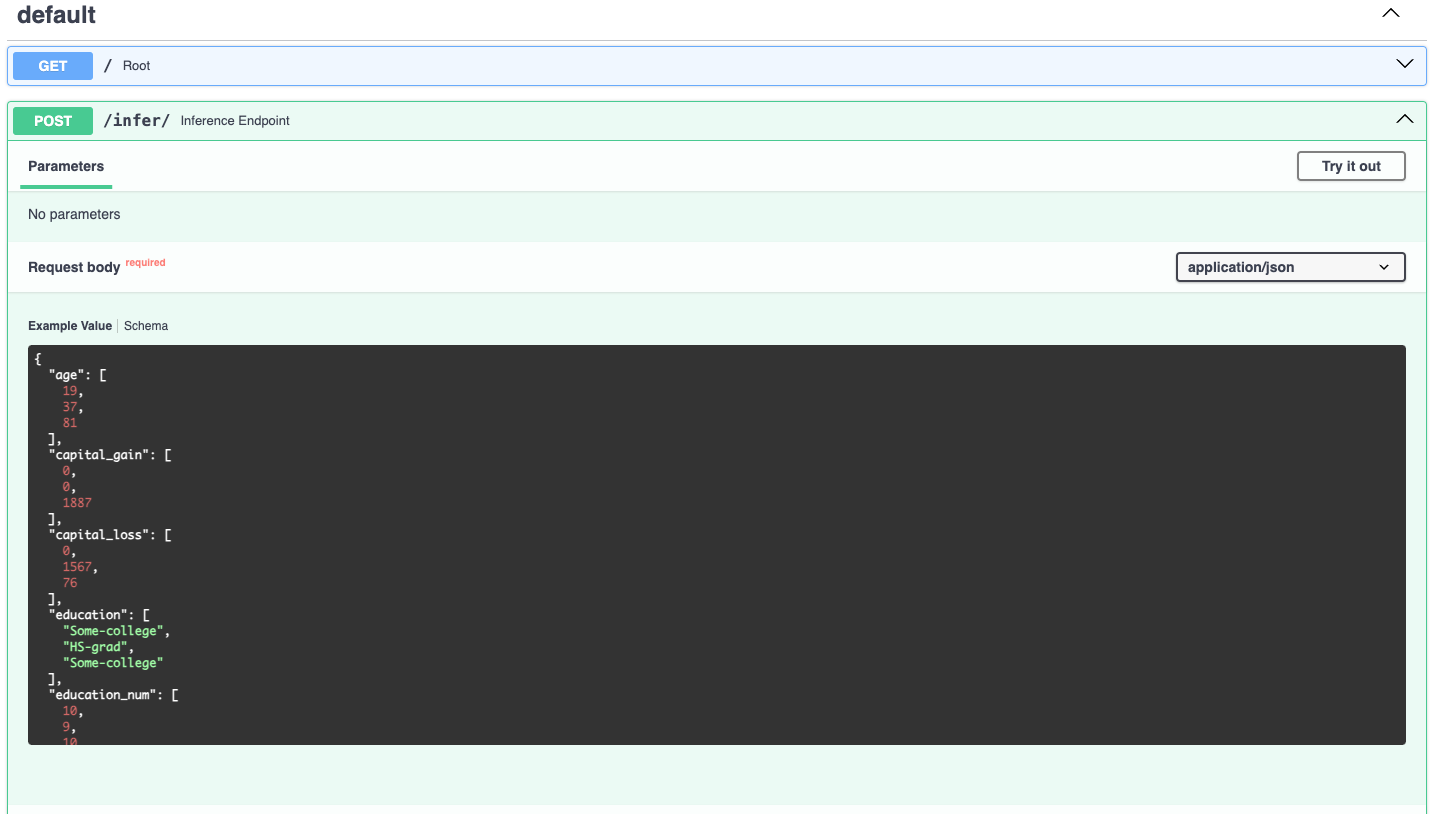 default
GET / Root
POST /infer/ Inference Endpoint
Parameters Try it out
No parameters
Request body required application/json
Example Value Schema
{
  "age": [
    19,
    37,
    81
  ],
  "capital_gain": [
    0,
    0,
    1887
  ],
  "capital_loss": [
    0,
    1567,
    76
  ],
  "education": [
    "Some-college",
    "HS-grad",
    "Some-college"
  ],
  "education_num": [
    10,
    9,
    10